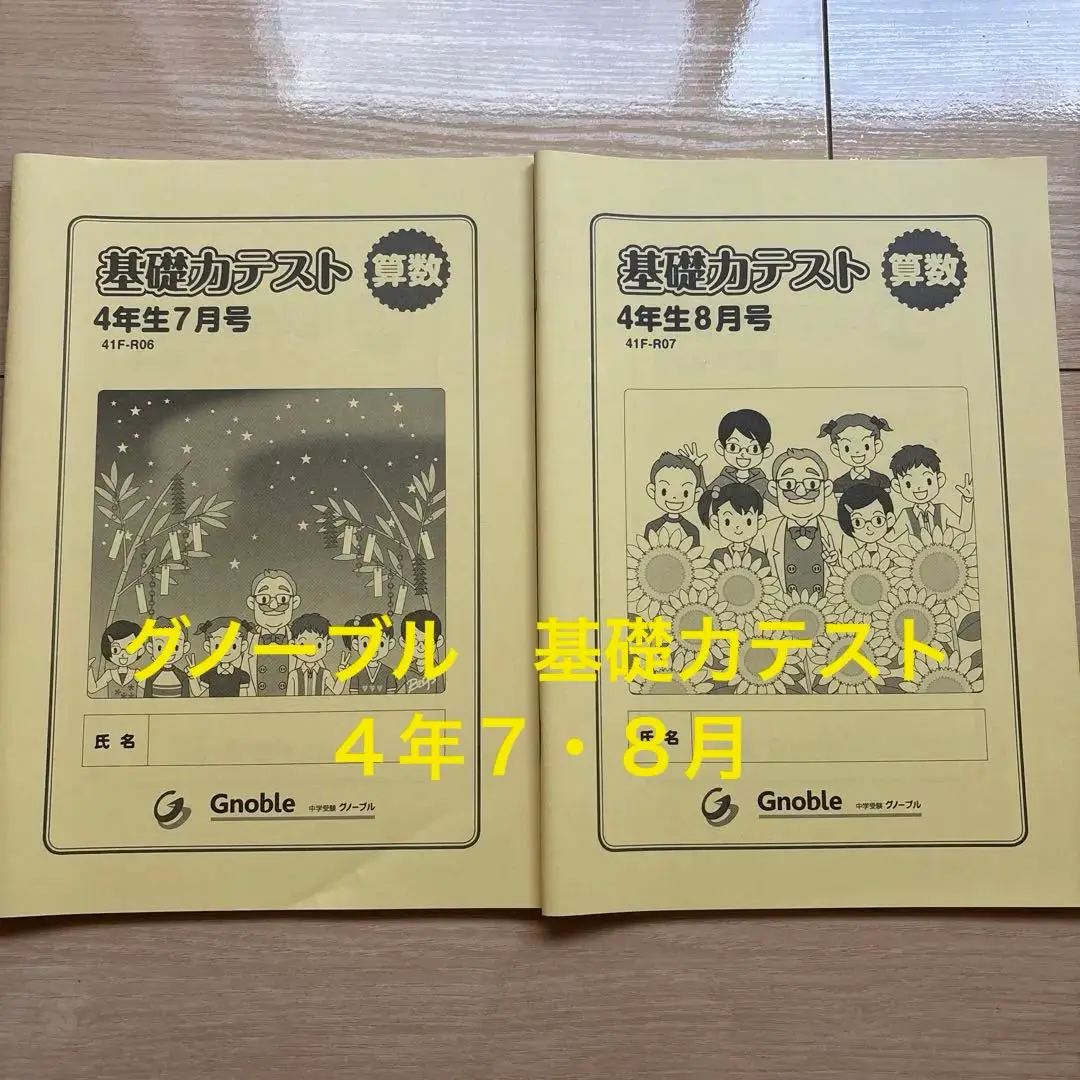 基礎力テスト 算数
4年生7月号
41F-R06
氏名
Gnoble 中学受験 グノーブル
基礎力テスト 算数
4年生8月号
41F-R07
氏名
Gnoble 中学受験 グノーブル
グノーブル 基礎力テスト
4年7・8月